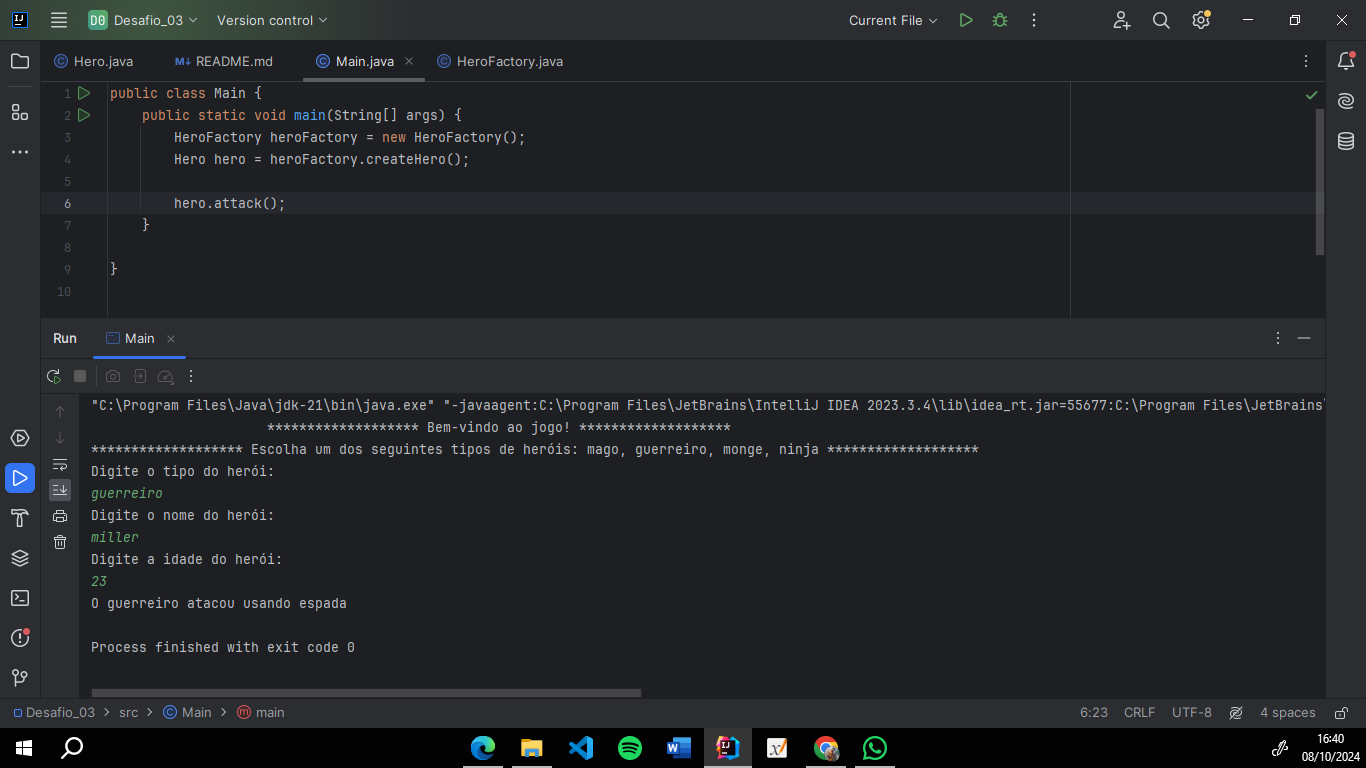 D0 Desafio_03 Version control Current File
Hero.java README.md Main.java HeroFactory.java
1 public class Main {
2 public static void main(String[] args) {
3 HeroFactory heroFactory = new HeroFactory();
4 Hero hero = heroFactory.createHero();
5
6 hero.attack();
7 }
8
9 }
10
Run Main
"C:\Program Files\Java\jdk-21\bin\java.exe" "-javaagent:C:\Program Files\JetBrains\IntelliJ IDEA 2023.3.4\lib\idea_rt.jar=55677:C:\Program Files\JetBrains\
******************* Bem-vindo ao jogo! *******************
******************* Escolha um dos seguintes tipos de heróis: mago, guerreiro, monge, ninja *******************
Digite o tipo do herói:
guerreiro
Digite o nome do herói:
miller
Digite a idade do herói:
23
O guerreiro atacou usando espada
Process finished with exit code 0
Desafio_03 > src > Main > main 6:23 CRLF UTF-8 4 spaces
16:40
08/10/2024